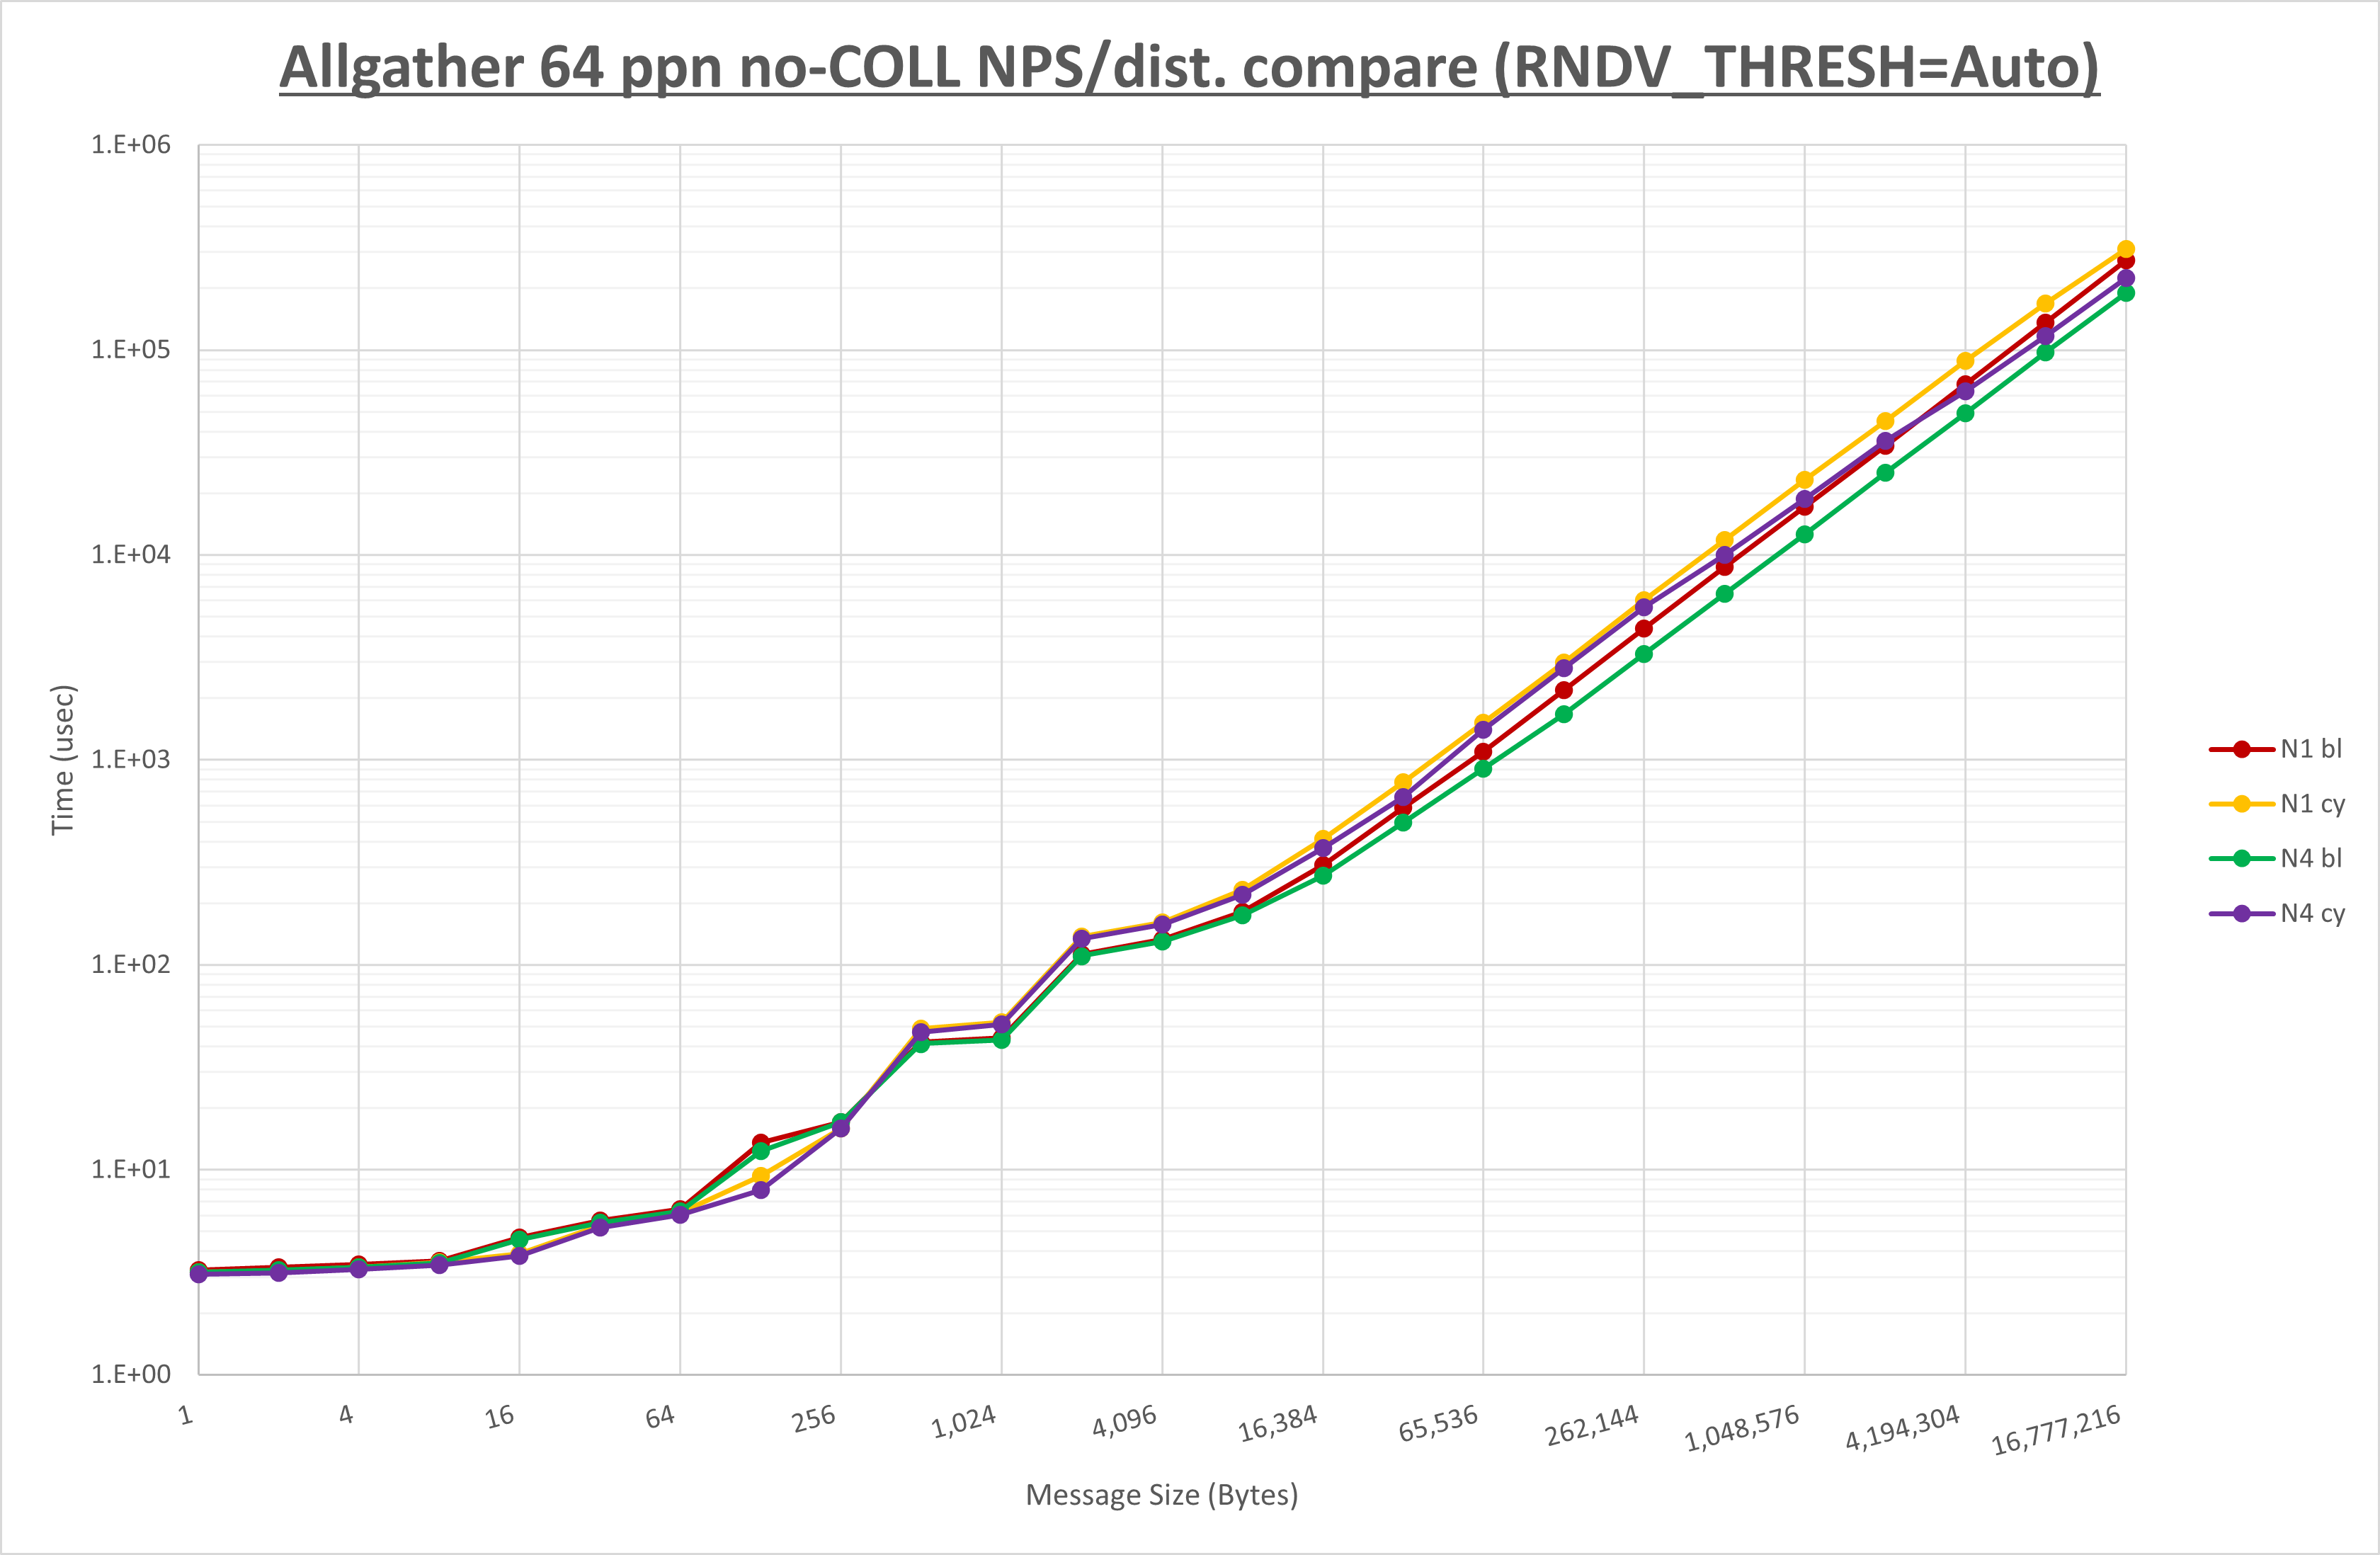 Allgather 64 ppn no-COLL NPS/dist. compare (RNDV_THRESH=Auto)
1.E+06
1.E+05
1.E+04
1.E+03
1.E+02
1.E+01
1.E+00
Time (usec)
1
4
16
64
256
1,024
4,096
16,384
65,536
262,144
1,048,576
4,194,304
16,777,216
Message Size (Bytes)
N1 bl
N1 cy
N4 bl
N4 cy